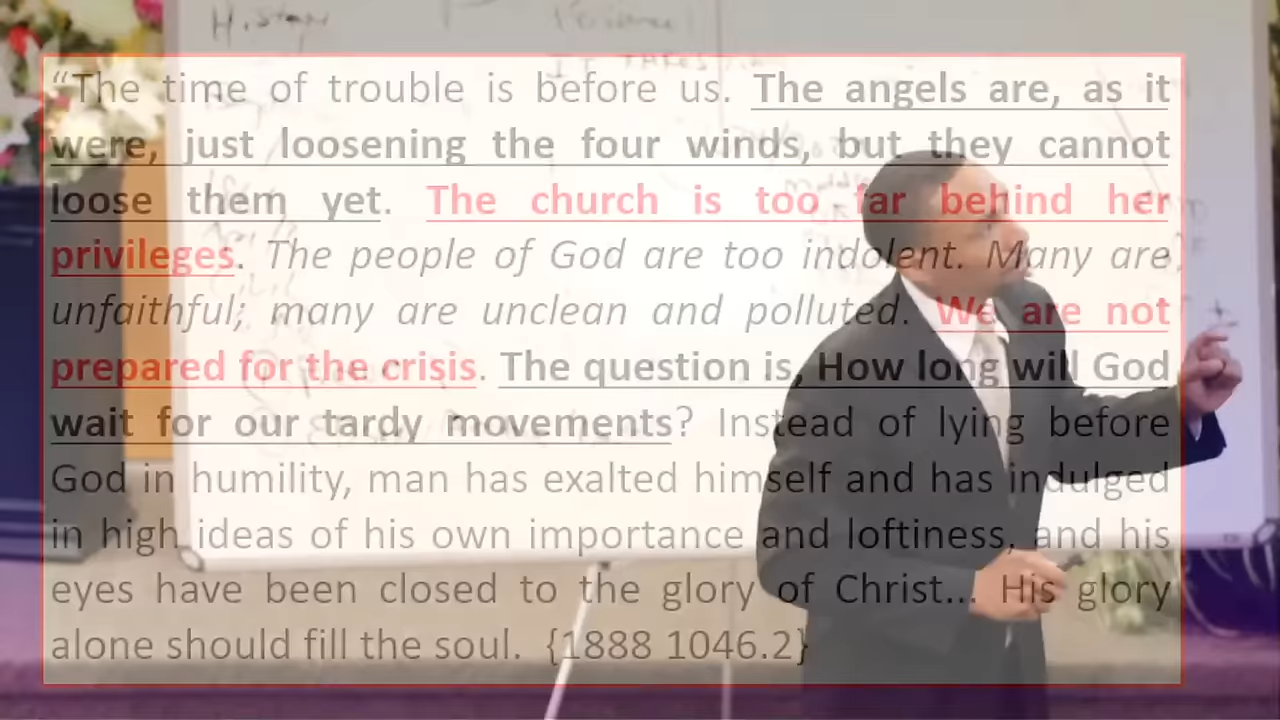 History
“The time of trouble is before us. The angels are, as it
were, just loosening the four winds, but they cannot
loose them yet. The church is too far behind her
privileges. The people of God are too indolent. Many are
unfaithful; many are unclean and polluted. We are not
prepared for the crisis. The question is, How long will God
wait for our tardy movements? Instead of lying before
God in humility, man has exalted himself and has indulged
in high ideas of his own importance and loftiness, and his
eyes have been closed to the glory of Christ... His glory
alone should fill the soul. {1888 1046.2}